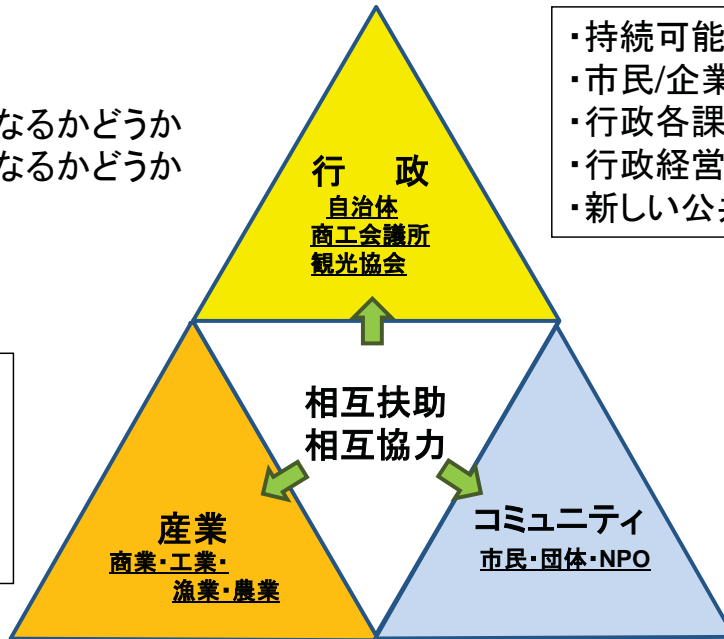 なるかどうか
なるかどうか
・持続可能
・市民/企業
・行政各課
・行政経営
・新しい公
行　政
自治体
商工会議所
観光協会
相互扶助
相互協力
産業
商業・工業・
漁業・農業
コミュニティ
市民・団体・NPO